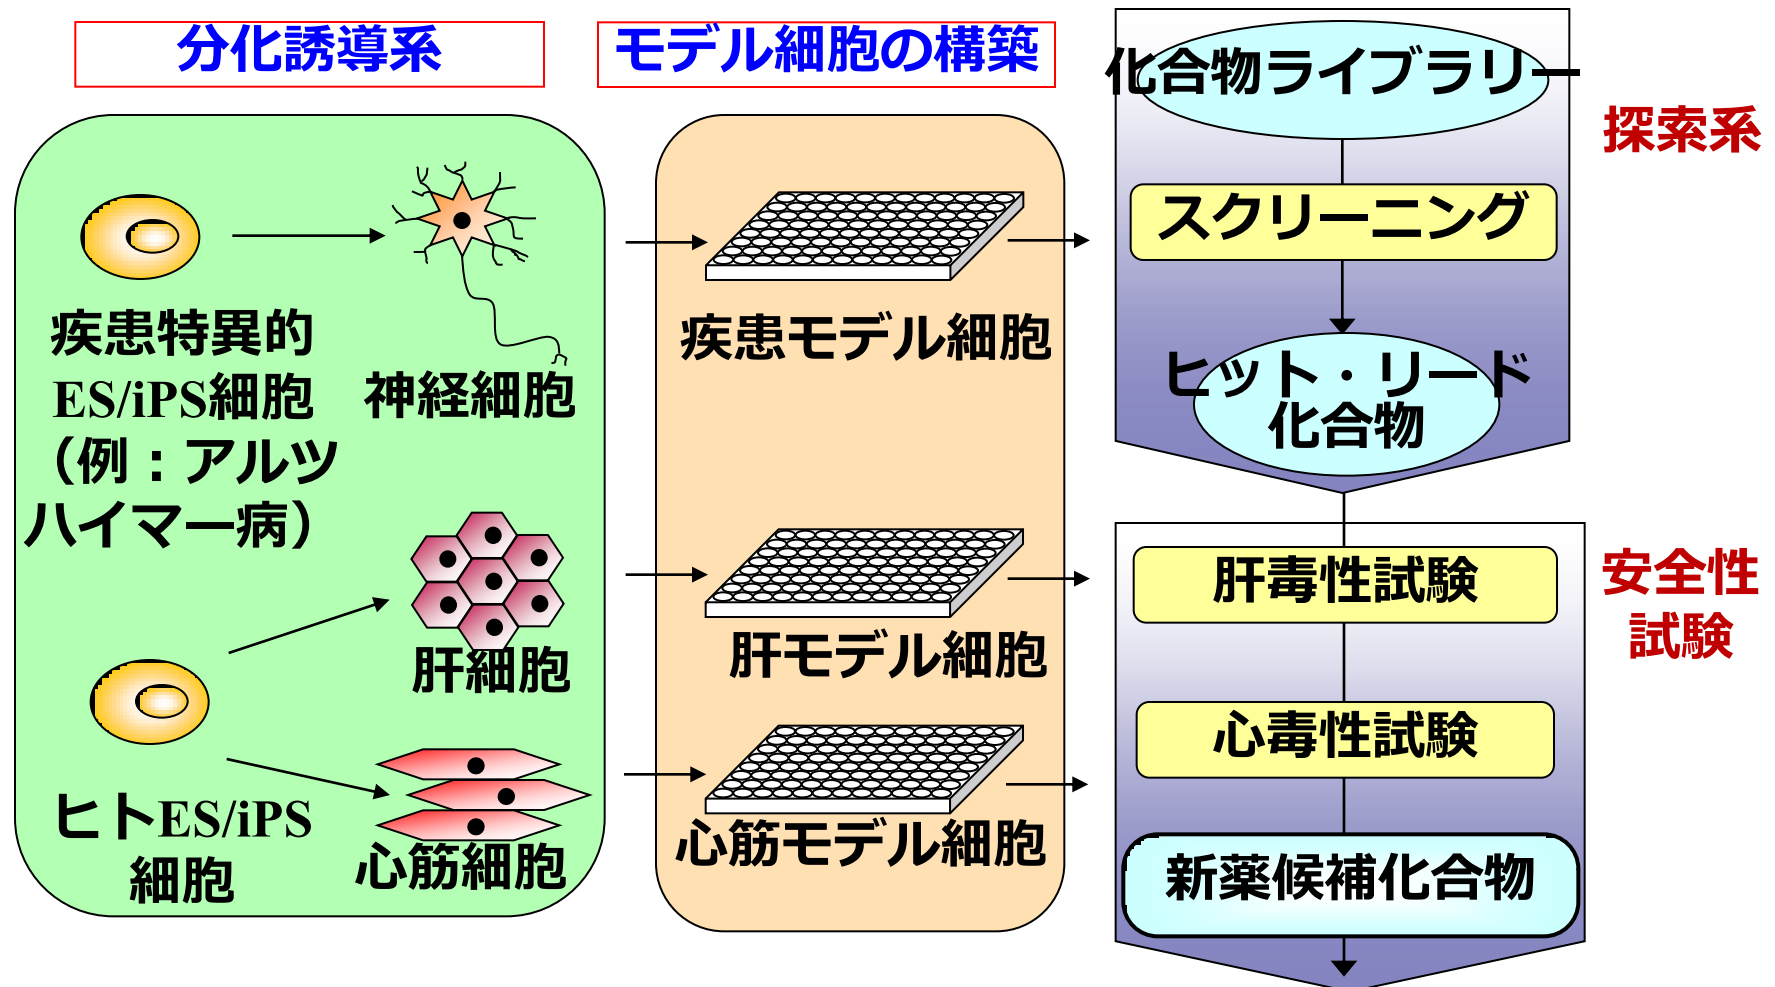 分化誘導系
疾患特異的
ES/iPS細胞
（例：アルツ
ハイマー病）
神経細胞
肝細胞
ヒトES/iPS
細胞
心筋細胞
モデル細胞の構築
疾患モデル細胞
肝モデル細胞
心筋モデル細胞
化合物ライブラリー
スクリーニング
ヒット・リード
化合物
探索系
肝毒性試験
心毒性試験
新薬候補化合物
安全性
試験